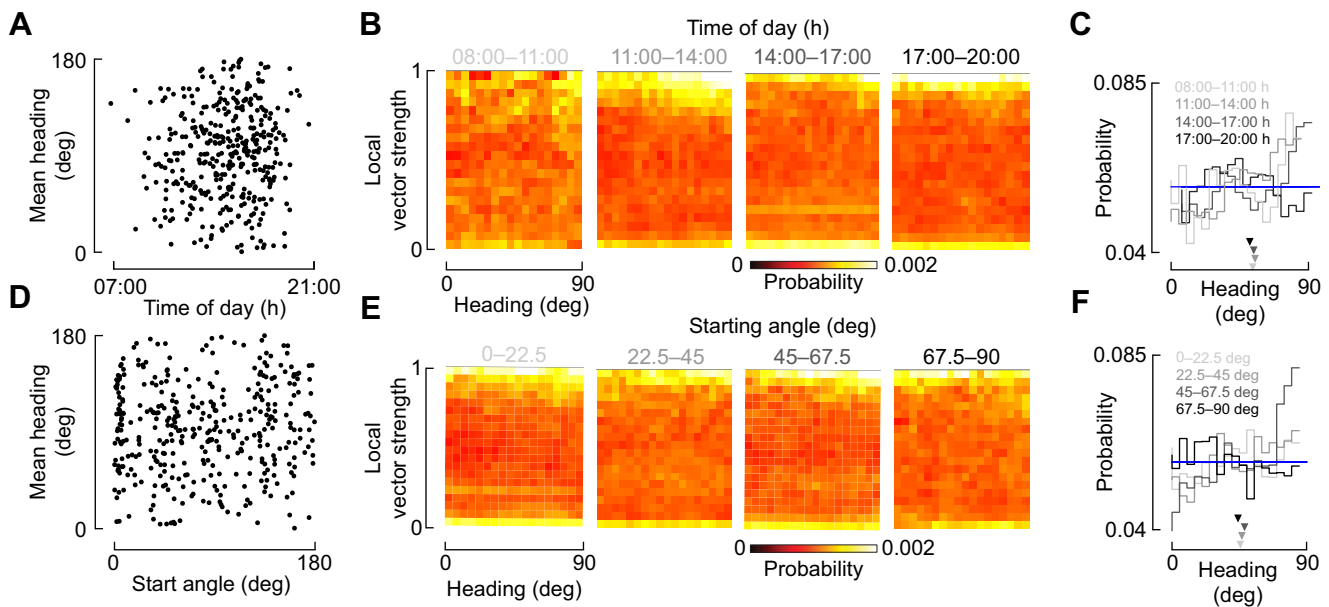 A
Mean heading
(deg)
180
0
07:00
21:00
Time of day (h)
B
Time of day (h)
08:00–11:00
11:00–14:00
14:00–17:00
17:00–20:00
Local
vector strength
1
0
0
90
Heading (deg)
0
0.002
Probability
C
0.085
0.04
Probability
08:00–11:00 h
11:00–14:00 h
14:00–17:00 h
17:00–20:00 h
0
90
Heading
(deg)
D
Mean heading
(deg)
180
0
0
180
Start angle (deg)
E
Starting angle (deg)
0–22.5
22.5–45
45–67.5
67.5–90
Local
vector strength
1
0
0
90
Heading (deg)
0
0.002
Probability
F
0.085
0.04
Probability
0–22.5 deg
22.5–45 deg
45–67.5 deg
67.5–90 deg
0
90
Heading
(deg)